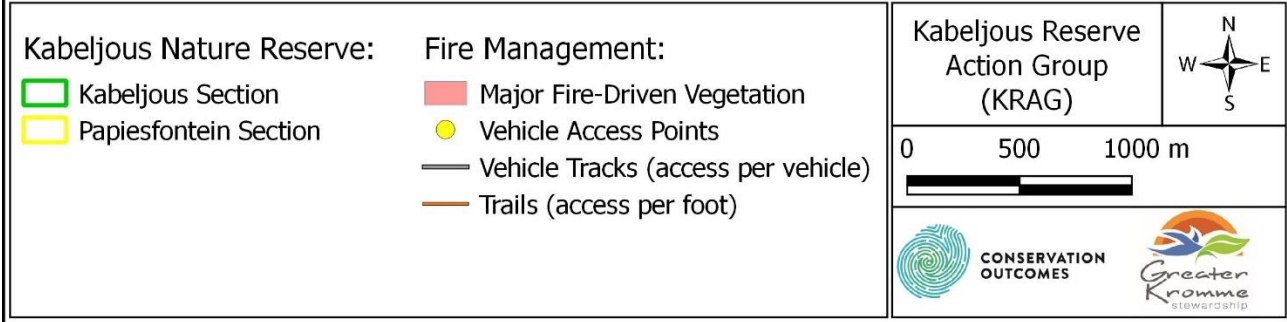 Kabeljous Nature Reserve:
Kabeljous Section
Papiesfontein Section
Fire Management:
Major Fire-Driven Vegetation
Vehicle Access Points
Vehicle Tracks (access per vehicle)
Trails (access per foot)
Kabeljous Reserve
Action Group
(KRAG)
N
W E
S
0 500 1000 m
CONSERVATION
OUTCOMES
Greater
Kromme
stewardship